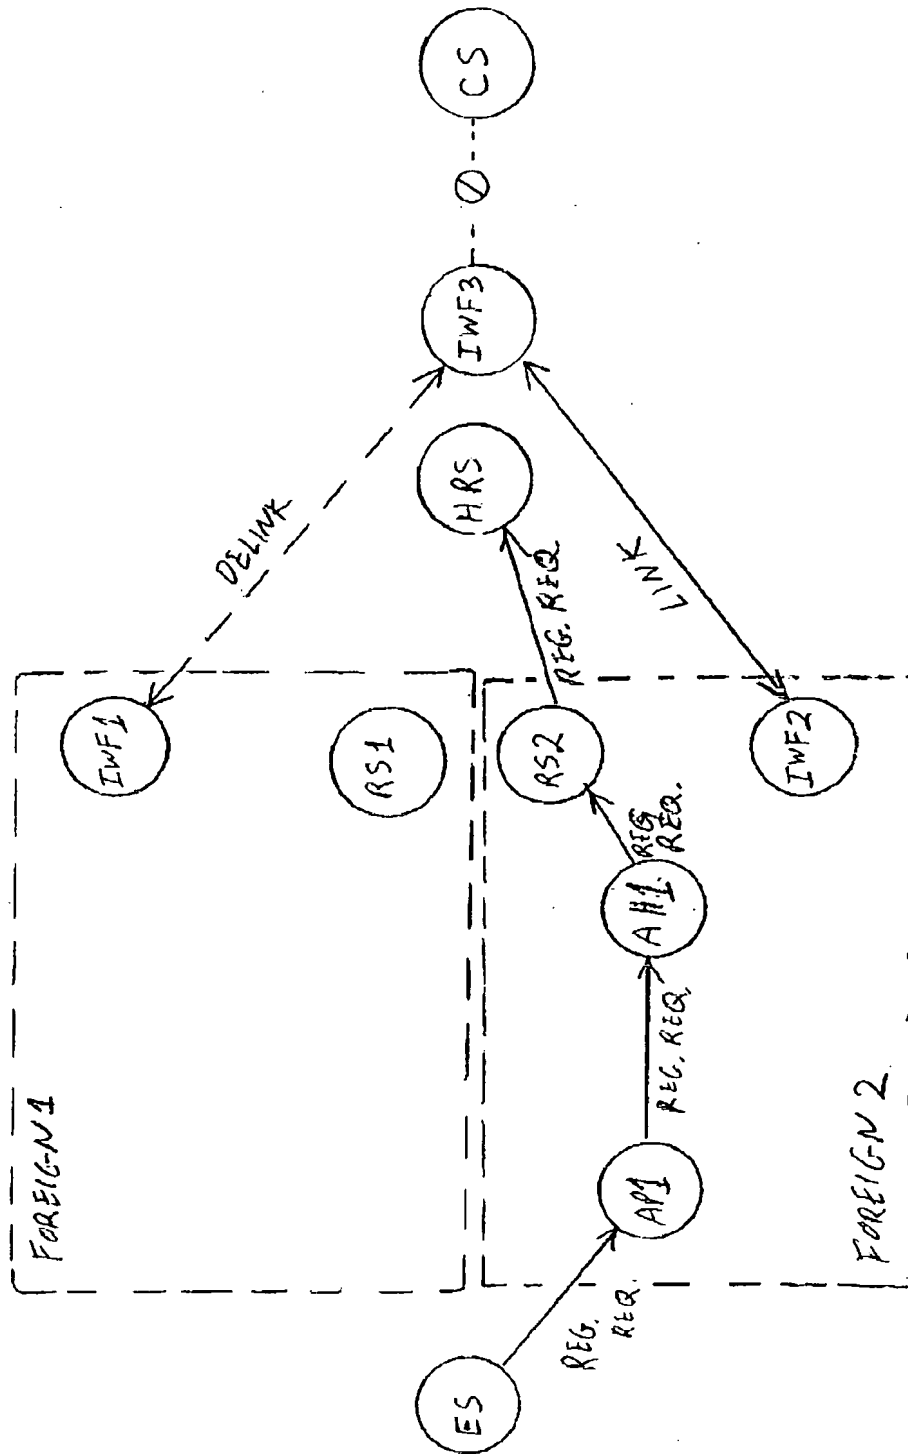 FOREIGN 1
IWF1
RS1
DELINK
ES
REG.
REQ.
AP1
REG. REQ.
AH1
REG.
REQ.
RS2
REG. REQ.
HRS
IWF3
CS
LINK
IWF2
FOREIGN 2